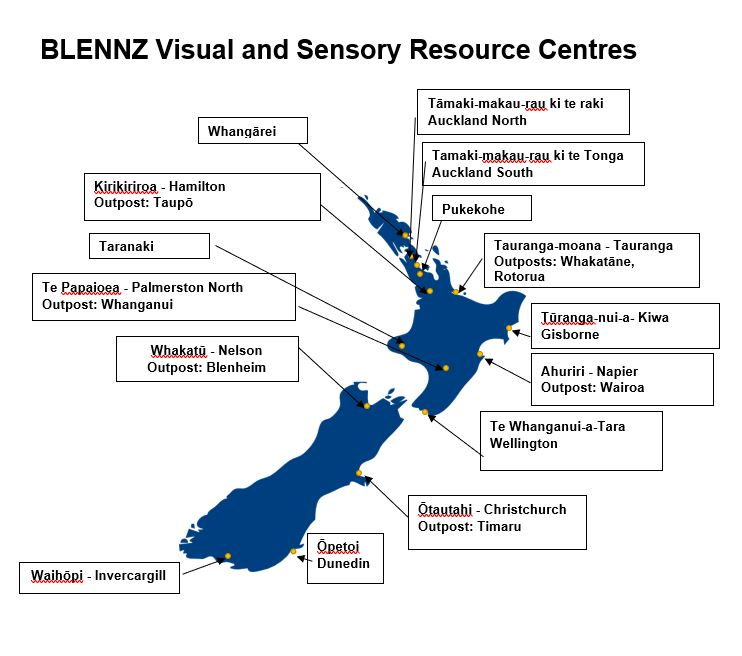 BLENNZ Visual and Sensory Resource Centres
Tāmaki-makau-rau ki te raki
Auckland North
Whangārei
Tamaki-makau-rau ki te Tonga
Auckland South
Kirikiriroa - Hamilton
Outpost: Taupō
Pukekohe
Taranaki
Tauranga-moana - Tauranga
Outposts: Whakatāne,
Rotorua
Te Papaioea - Palmerston North
Outpost: Whanganui
Tūranga-nui-a- Kiwa
Gisborne
Whakatū - Nelson
Outpost: Blenheim
Ahuriri - Napier
Outpost: Wairoa
Te Whanganui-a-Tara
Wellington
Ōtautahi - Christchurch
Outpost: Timaru
Ōpetoi
Dunedin
Waihōpi - Invercargill